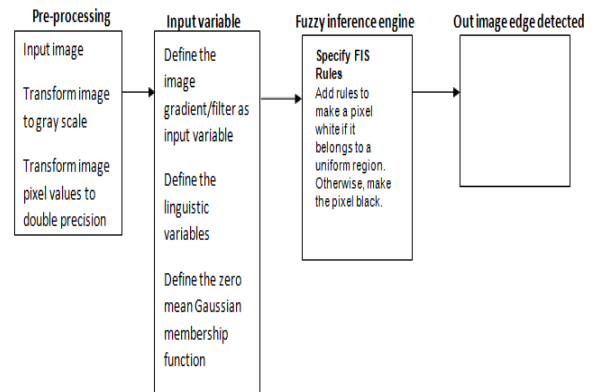 Pre-processing
Input image
Transform image
to gray scale
Transform image
pixel values to
double precision
Input variable
Define the
image
gradient/filter as
input variable
Define the
linguistic
variables
Define the zero
mean Gaussian
membership
function
Fuzzy inference engine
Specify FIS
Rules
Add rules to
make a pixel
white if it
belongs to a
uniform region.
Otherwise, make
the pixel black.
Out image edge detected